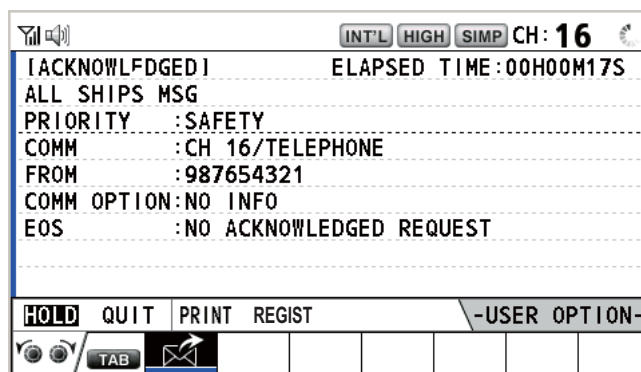 INT'L HIGH SIMP CH: 16
[ACKNOWLEDGED] ELAPSED TIME:00H00M17S
ALL SHIPS MSG
PRIORITY :SAFETY
COMM :CH 16/TELEPHONE
FROM :987654321
COMM OPTION:NO INFO
EOS :NO ACKNOWLEDGED REQUEST
HOLD QUIT PRINT REGIST -USER OPTION-
TAB